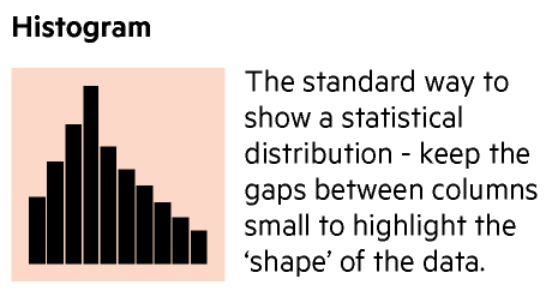 Histogram
The standard way to
show a statistical
distribution - keep the
gaps between columns
small to highlight the
‘shape’ of the data.